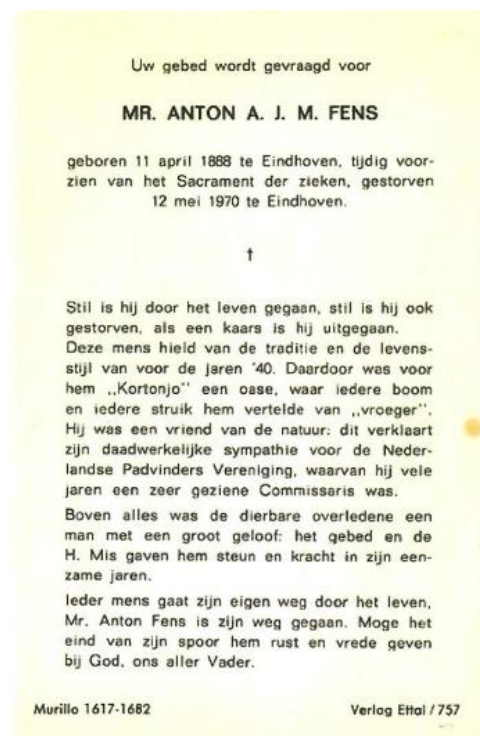 Uw gebed wordt gevraagd voor
MR. ANTON A. J. M. FENS
geboren 11 april 1888 te Eindhoven, tijdig voor-
zien van het Sacrament der zieken, gestorven
12 mei 1970 te Eindhoven.
†
Stil is hij door het leven gegaan, stil is hij ook
gestorven, als een kaars is hij uitgegaan.
Deze mens hield van de traditie en de levens-
stijl van voor de jaren '40. Daardoor was voor
hem „Kortonjo" een oase, waar iedere boom
en iedere struik hem vertelde van „vroeger".
Hij was een vriend van de natuur: dit verklaart
zijn daadwerkelijke sympathie voor de Neder-
landse Padvinders Vereniging, waarvan hij vele
jaren een zeer geziene Commissaris was.
Boven alles was de dierbare overledene een
man met een groot geloof: het gebed en de
H. Mis gaven hem steun en kracht in zijn een-
zame jaren.
Ieder mens gaat zijn eigen weg door het leven,
Mr. Anton Fens is zijn weg gegaan. Moge het
eind van zijn spoor hem rust en vrede geven
bij God, ons aller Vader.
Murillo 1617-1682 Verlag Ettal / 757